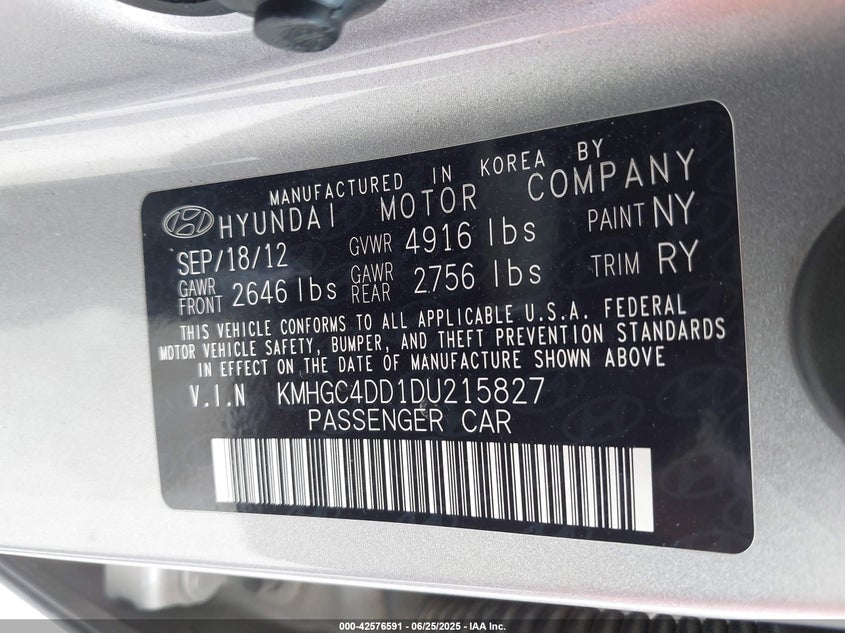 MANUFACTURED IN KOREA BY
HYUNDAI MOTOR COMPANY
SEP/18/12 GVWR 4916 lbs PAINT NY
GAWR FRONT 2646 lbs GAWR REAR 2756 lbs TRIM RY
THIS VEHICLE CONFORMS TO ALL APPLICABLE U.S.A. FEDERAL
MOTOR VEHICLE SAFETY, BUMPER, AND THEFT PREVENTION STANDARDS
IN EFFECT ON THE DATE OF MANUFACTURE SHOWN ABOVE
V.I.N KMHGC4DD1DU215827
PASSENGER CAR
000-42576591 - 06/25/2025 - IAA Inc.